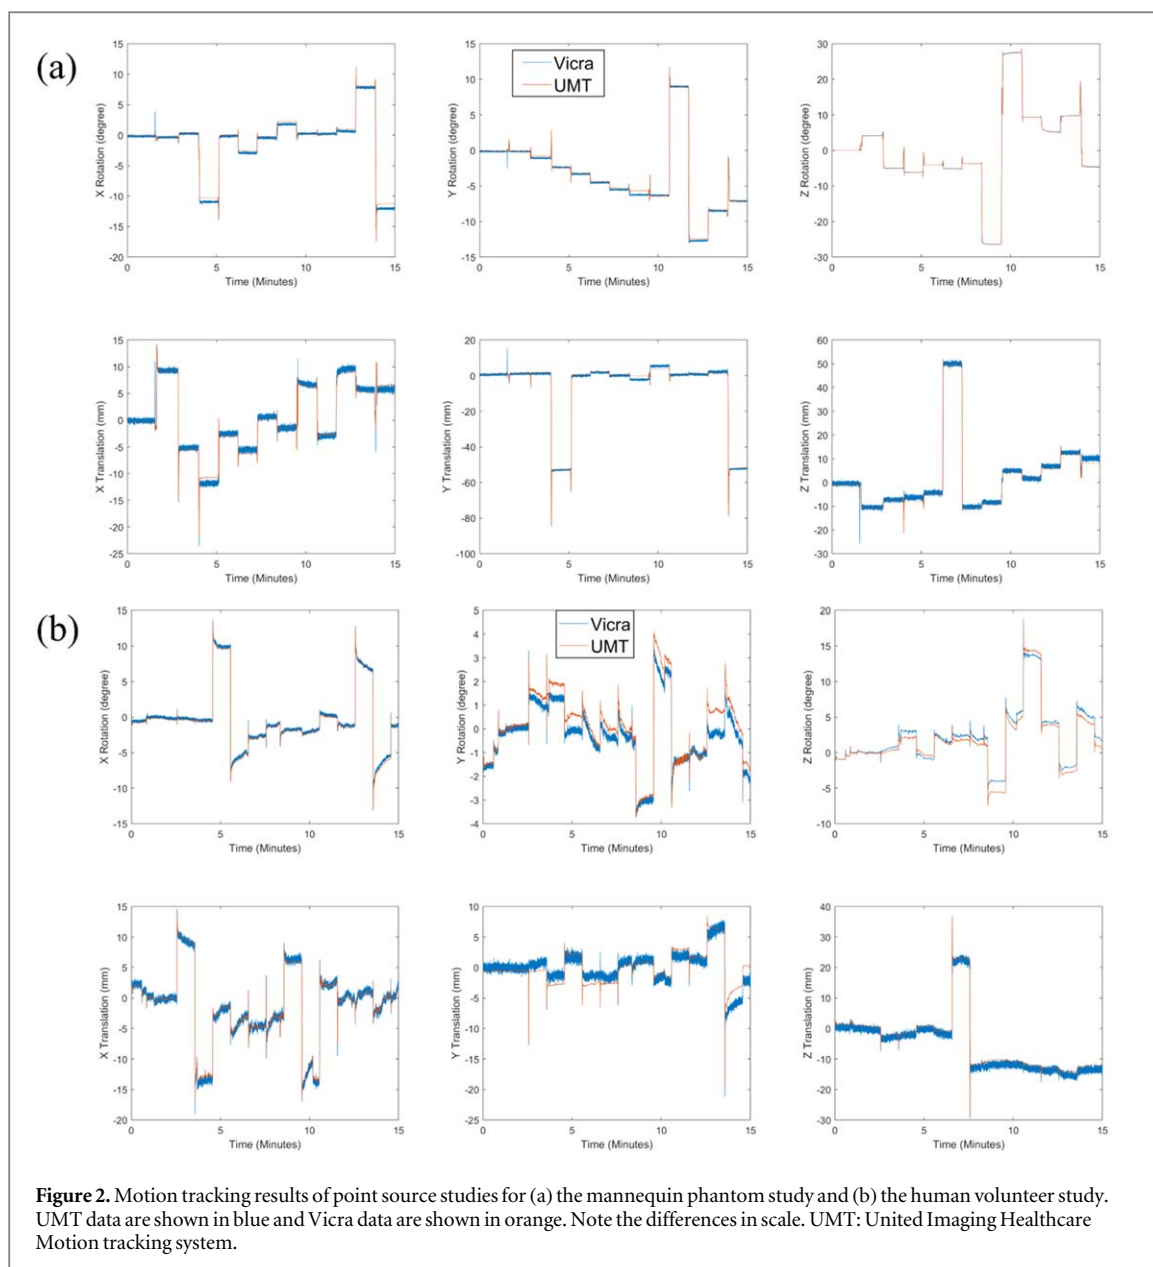 (a)
15
10
5
0
-5
-10
-15
-20
X Rotation (degree)
0 5 10 15
Time (Minutes)
15
10
5
0
-5
-10
-15
Y Rotation (degree)
Vicra
UMT
0 5 10 15
Time (Minutes)
30
20
10
0
-10
-20
-30
Z Rotation (degree)
0 5 10 15
Time (Minutes)
15
10
5
0
-5
-10
-15
-20
-25
X Translation (mm)
0 5 10 15
Time (Minutes)
20
0
-20
-40
-60
-80
-100
Y Translation (mm)
0 5 10 15
Time (Minutes)
60
50
40
30
20
10
0
-10
-20
-30
Z Translation (mm)
0 5 10 15
Time (Minutes)
(b)
15
10
5
0
-5
-10
-15
X Rotation (degree)
0 5 10 15
Time (Minutes)
5
4
3
2
1
0
-1
-2
-3
-4
Y Rotation (degree)
Vicra
UMT
0 5 10 15
Time (Minutes)
20
15
10
5
0
-5
-10
Z Rotation (degree)
0 5 10 15
Time (Minutes)
15
10
5
0
-5
-10
-15
-20
X Translation (mm)
0 5 10 15
Time (Minutes)
10
5
0
-5
-10
-15
-20
-25
Y Translation (mm)
0 5 10 15
Time (Minutes)
40
30
20
10
0
-10
-20
-30
Z Translation (mm)
0 5 10 15
Time (Minutes)
Figure 2. Motion tracking results of point source studies for (a) the mannequin phantom study and (b) the human volunteer study.
UMT data are shown in blue and Vicra data are shown in orange. Note the differences in scale. UMT: United Imaging Healthcare
Motion tracking system.